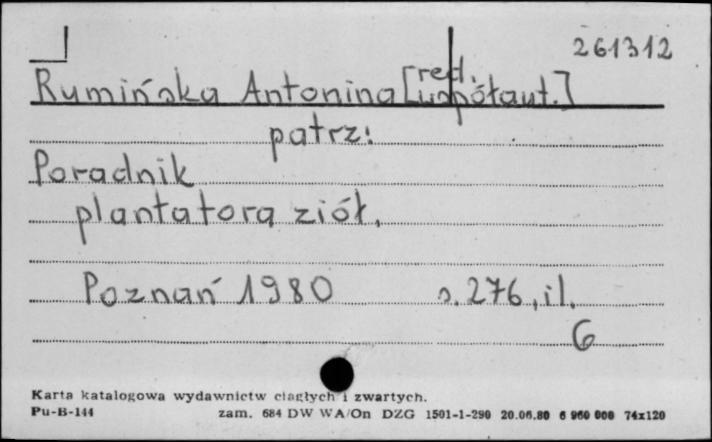 261312
Rumińska Antonina [red. współaut.]
patrz:
Poradnik
plantatora ziół.
Poznań 1980 s. 276, il.
6
Karta katalogowa wydawnictw ciągłych i zwartych.
Pu-B-144 zam. 684 DW WA/On DZG 1501-1-290 20.06.80 6 960 000 74x120